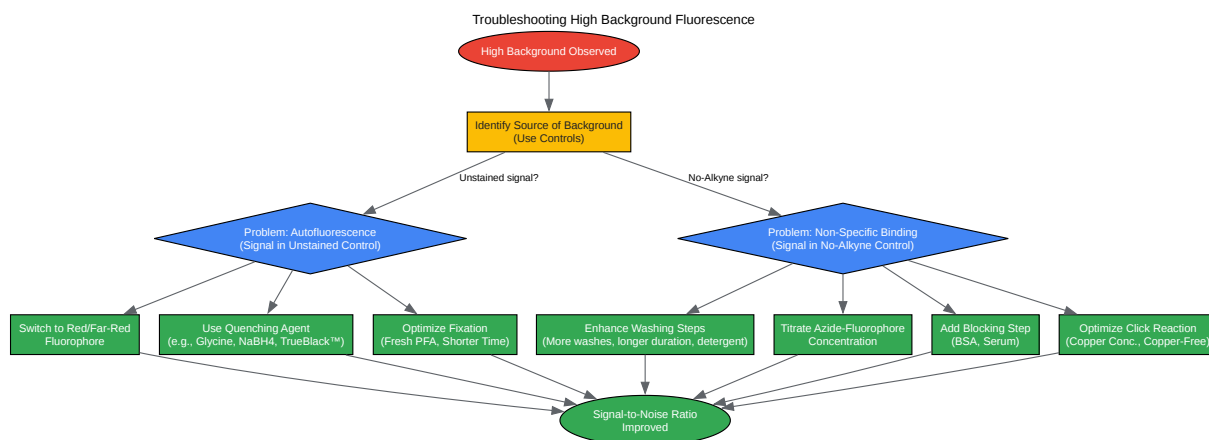 Troubleshooting High Background Fluorescence
High Background Observed
Identify Source of Background
(Use Controls)
Unstained signal?
No-Alkyne signal?
Problem: Autofluorescence
(Signal in Unstained Control)
Problem: Non-Specific Binding
(Signal in No-Alkyne Control)
Switch to Red/Far-Red
Fluorophore
Use Quenching Agent
(e.g., Glycine, NaBH4, TrueBlack™)
Optimize Fixation
(Fresh PFA, Shorter Time)
Enhance Washing Steps
(More washes, longer duration, detergent)
Titrate Azide-Fluorophore
Concentration
Add Blocking Step
(BSA, Serum)
Optimize Click Reaction
(Copper Conc., Copper-Free)
Signal-to-Noise Ratio
Improved